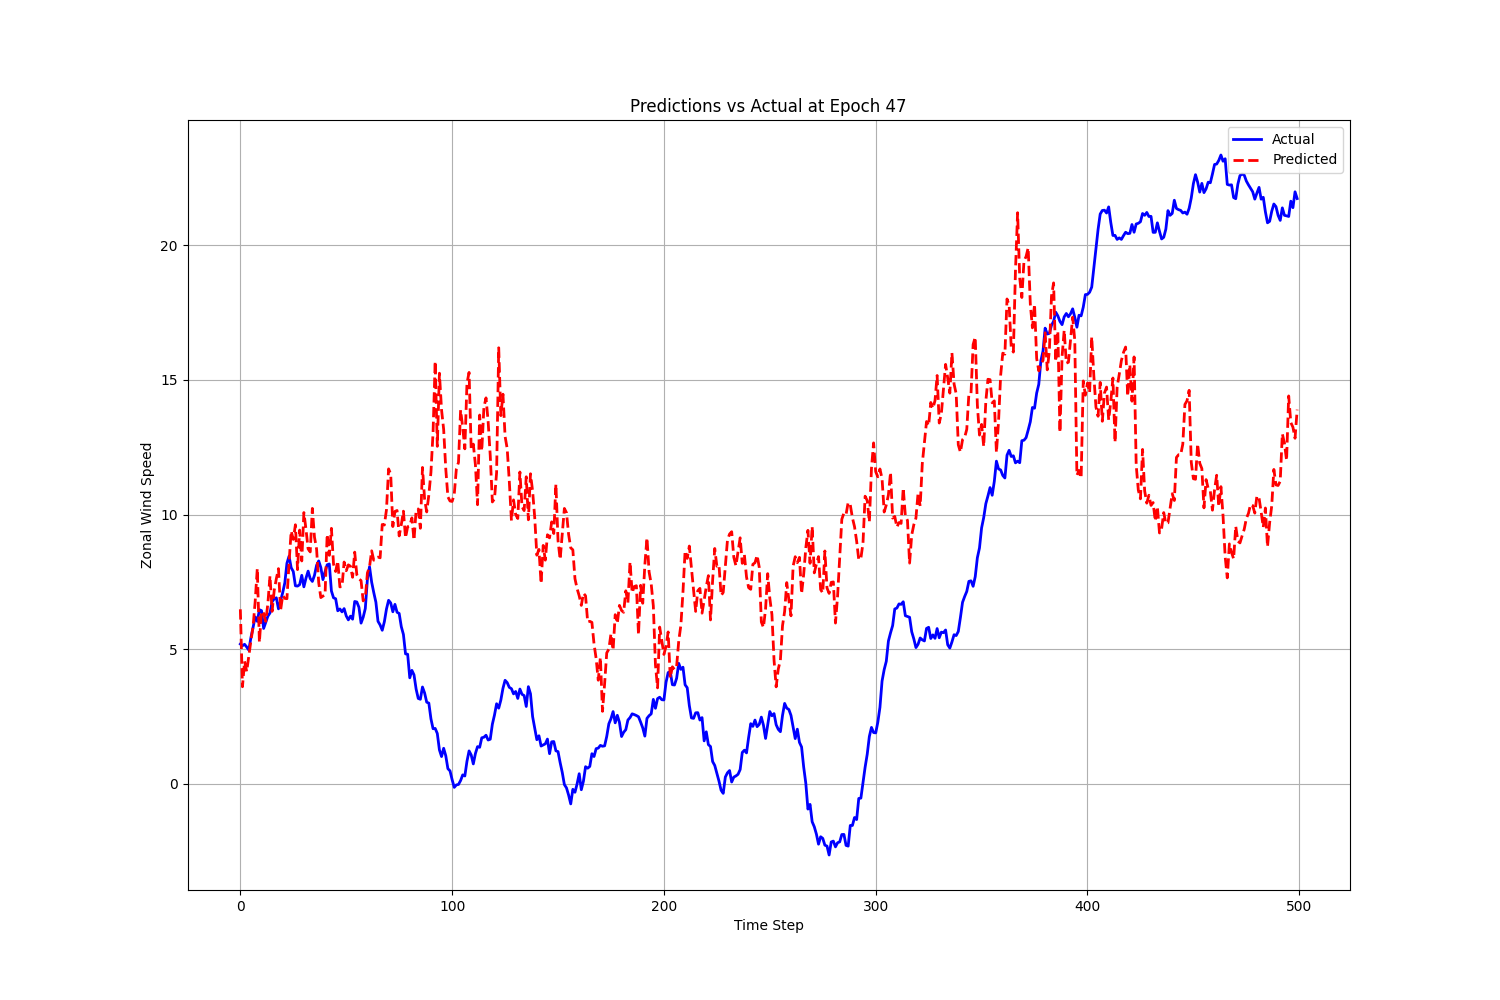 Predictions vs Actual at Epoch 47
Actual
Predicted
Zonal Wind Speed
20
15
10
5
0
0 100 200 300 400 500
Time Step